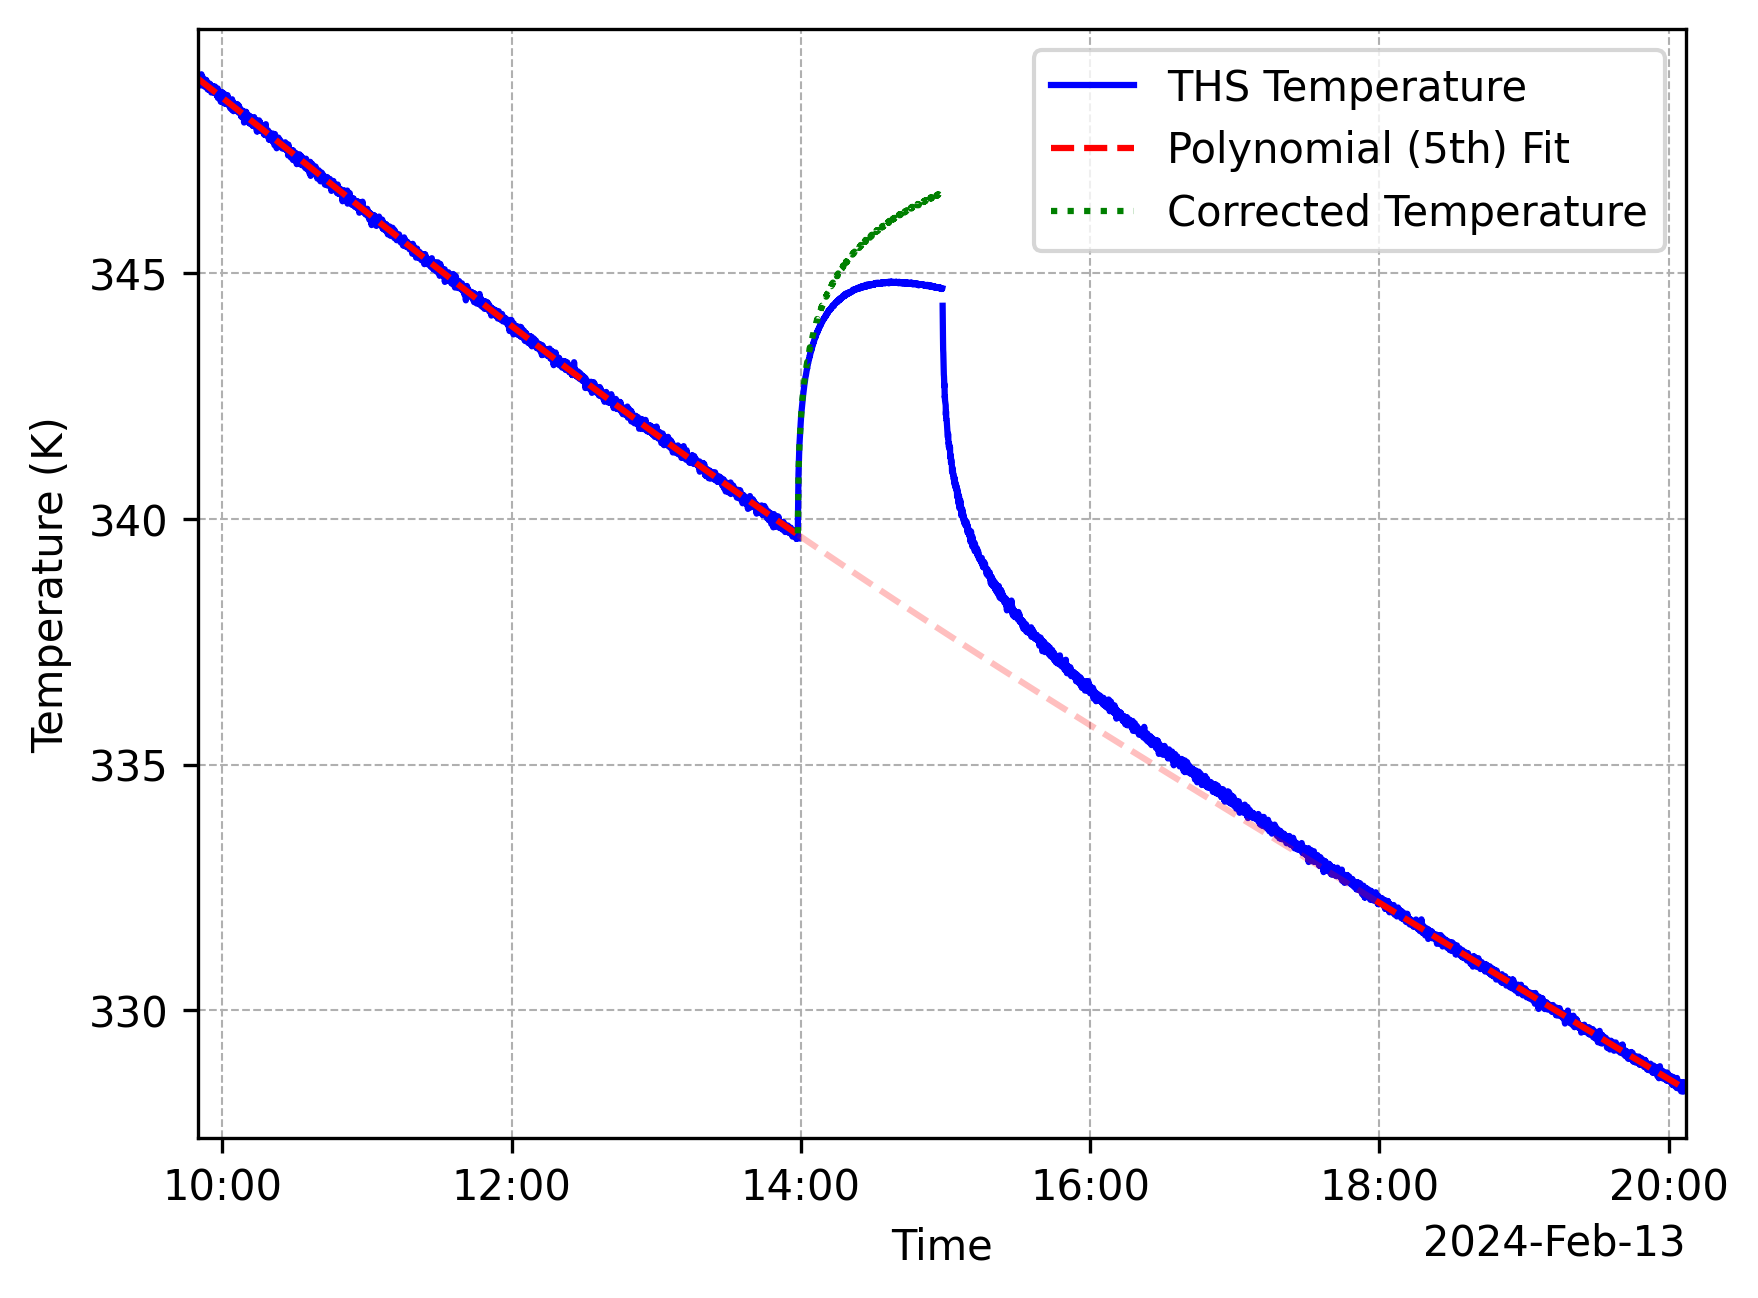 THS Temperature
Polynomial (5th) Fit
Corrected Temperature
Temperature (K)
345
340
335
330
10:00 12:00 14:00 16:00 18:00 20:00
Time
2024-Feb-13